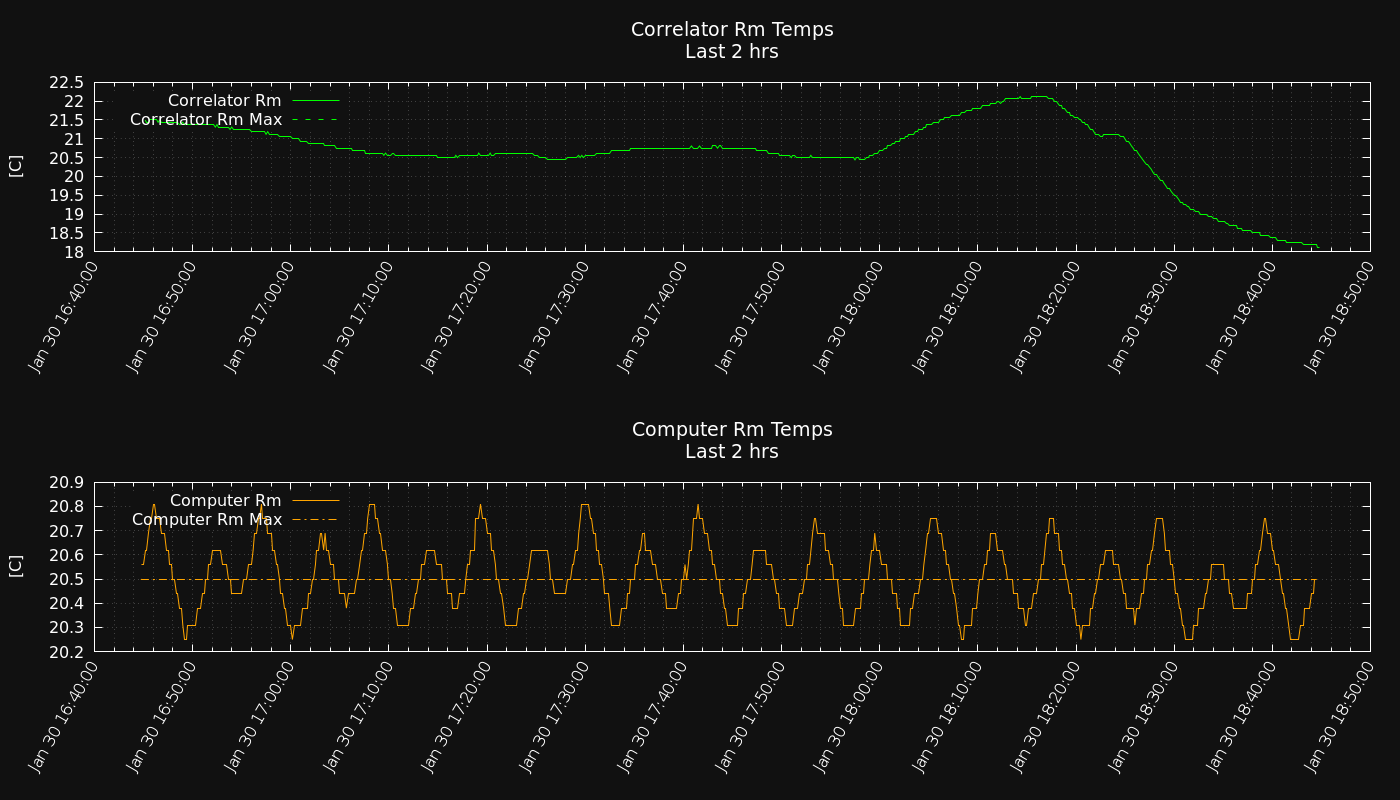 Correlator Rm Temps
Last 2 hrs
22.5
22
21.5
21
20.5
20
19.5
19
18.5
18
[C]
Correlator Rm
Correlator Rm Max
Jan 30 16:40:00
Jan 30 16:50:00
Jan 30 17:00:00
Jan 30 17:10:00
Jan 30 17:20:00
Jan 30 17:30:00
Jan 30 17:40:00
Jan 30 17:50:00
Jan 30 18:00:00
Jan 30 18:10:00
Jan 30 18:20:00
Jan 30 18:30:00
Jan 30 18:40:00
Jan 30 18:50:00
Computer Rm Temps
Last 2 hrs
20.9
20.8
20.7
20.6
20.5
20.4
20.3
20.2
[C]
Computer Rm
Computer Rm Max
Jan 30 16:40:00
Jan 30 16:50:00
Jan 30 17:00:00
Jan 30 17:10:00
Jan 30 17:20:00
Jan 30 17:30:00
Jan 30 17:40:00
Jan 30 17:50:00
Jan 30 18:00:00
Jan 30 18:10:00
Jan 30 18:20:00
Jan 30 18:30:00
Jan 30 18:40:00
Jan 30 18:50:00